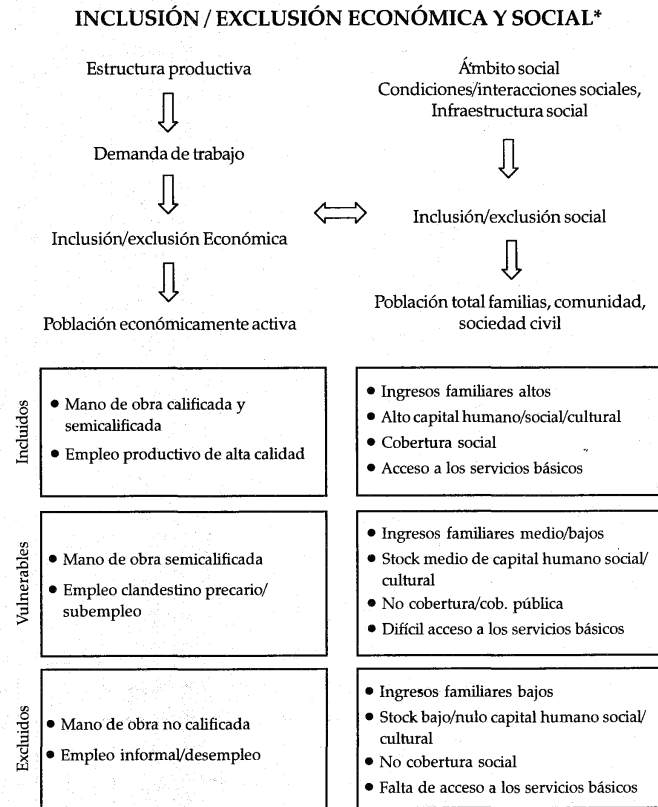 INCLUSIÓN / EXCLUSIÓN ECONÓMICA Y SOCIAL*
Estructura productiva
Demanda de trabajo
Inclusión/exclusión Económica
Población económicamente activa
Ámbito social
Condiciones/interacciones sociales,
Infraestructura social
Inclusión/exclusión social
Población total familias, comunidad,
sociedad civil
Incluidos
● Mano de obra calificada y
semicalificada
● Empleo productivo de alta calidad
● Ingresos familiares altos
● Alto capital humano/social/cultural
● Cobertura social
● Acceso a los servicios básicos
Vulnerables
● Mano de obra semicalificada
● Empleo clandestino precario/
subempleo
● Ingresos familiares medio/bajos
● Stock medio de capital humano social/
cultural
● No cobertura/cob. pública
● Difícil acceso a los servicios básicos
Excluidos
● Mano de obra no calificada
● Empleo informal/desempleo
● Ingresos familiares bajos
● Stock bajo/nulo capital humano social/
cultural
● No cobertura social
● Falta de acceso a los servicios básicos